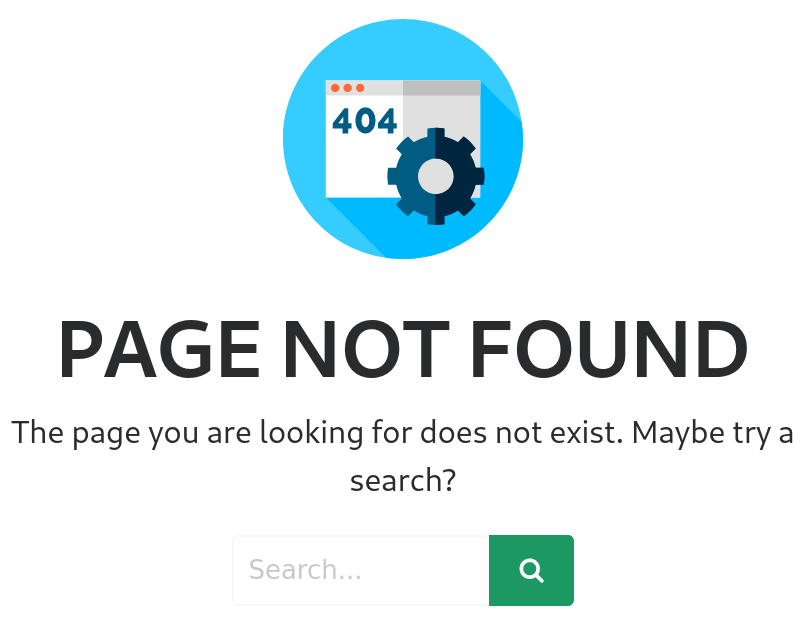 404
PAGE NOT FOUND
The page you are looking for does not exist. Maybe try a
search?
Search...